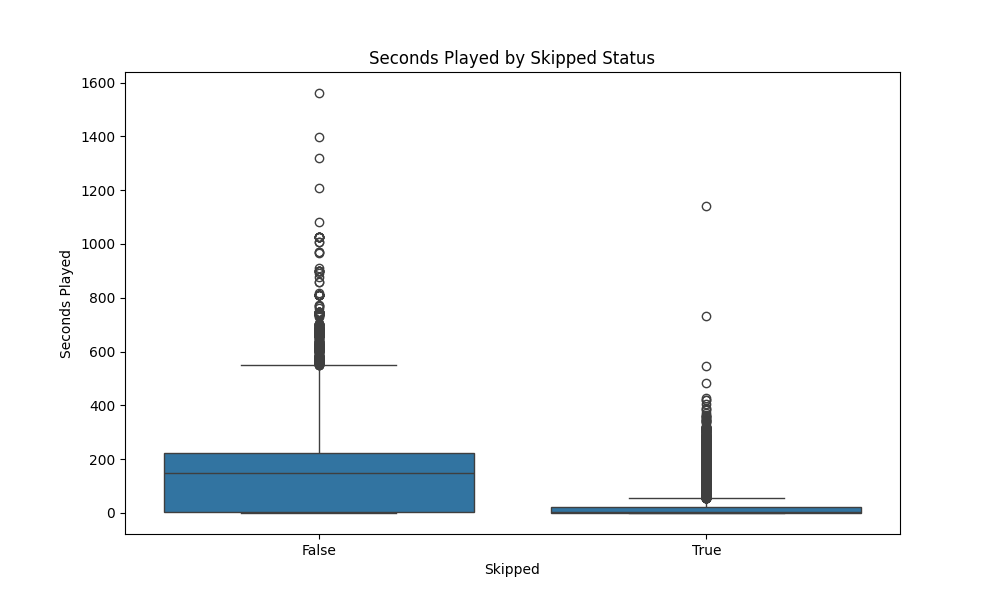 Seconds Played by Skipped Status
1600
1400
1200
1000
800
600
400
200
0
Seconds Played
False
True
Skipped